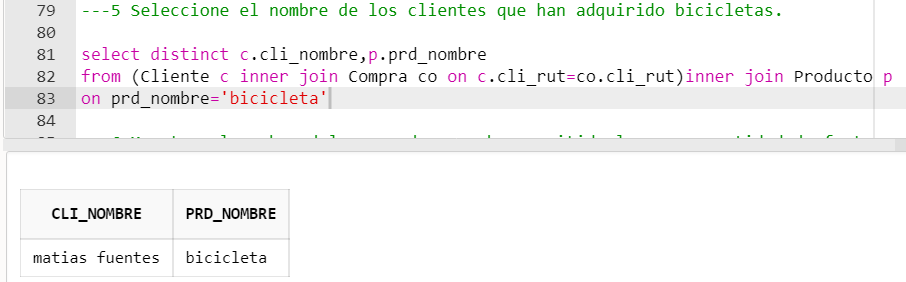 79 ---5 Seleccione el nombre de los clientes que han adquirido bicicletas.
80
81 select distinct c.cli_nombre,p.prd_nombre
82 from (Cliente c inner join Compra co on c.cli_rut=co.cli_rut)inner join Producto p
83 on prd_nombre='bicicleta'
84
CLI_NOMBRE PRD_NOMBRE
matias fuentes bicicleta